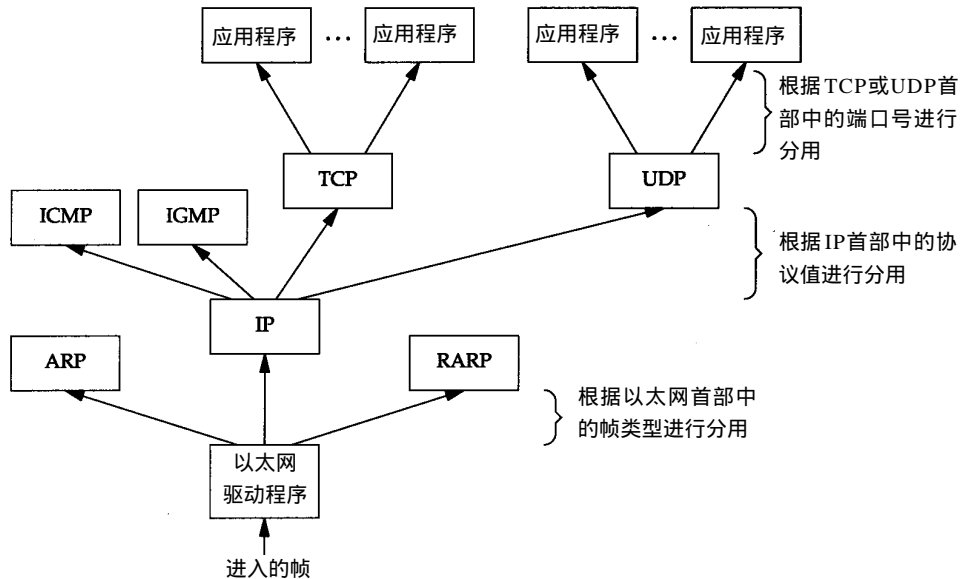 应用程序 … 应用程序 应用程序 … 应用程序
根据TCP或UDP首
部中的端口号进行
分用
TCP UDP
ICMP IGMP
根据IP首部中的协
议值进行分用
IP
ARP RARP
根据以太网首部中
的帧类型进行分用
以太网
驱动程序
进入的帧